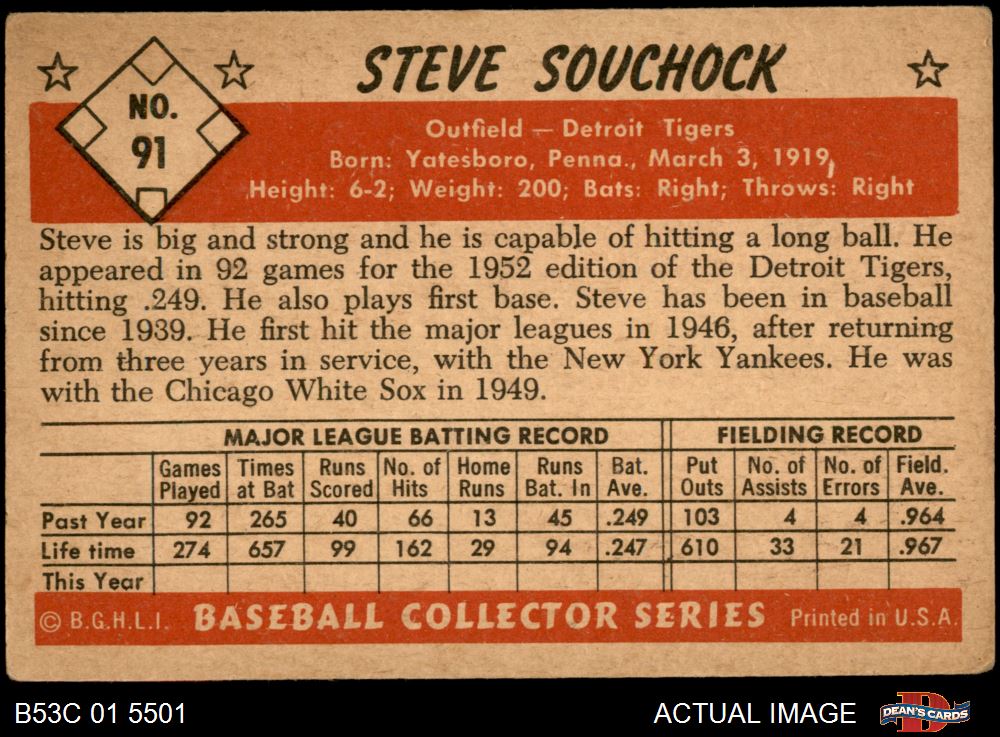 STEVE SOUCHOCK
NO.
91
Outfield — Detroit Tigers
Born: Yatesboro, Penna., March 3, 1919,
Height: 6-2; Weight: 200; Bats: Right; Throws: Right
Steve is big and strong and he is capable of hitting a long ball. He
appeared in 92 games for the 1952 edition of the Detroit Tigers,
hitting .249. He also plays first base. Steve has been in baseball
since 1939. He first hit the major leagues in 1946, after returning
from three years in service, with the New York Yankees. He was
with the Chicago White Sox in 1949.
MAJOR LEAGUE BATTING RECORD FIELDING RECORD
Games Times Runs No. of Home Runs Bat. Put No. of No. of Field.
Played at Bat Scored Hits Runs Bat. In Ave. Outs Assists Errors Ave.
Past Year 92 265 40 66 13 45 .249 103 4 4 .964
Life time 274 657 99 162 29 94 .247 610 33 21 .967
This Year
© B.G.H.L.I. BASEBALL COLLECTOR SERIES Printed in U.S.A.
B53C 01 5501 ACTUAL IMAGE DEAN'S CARDS